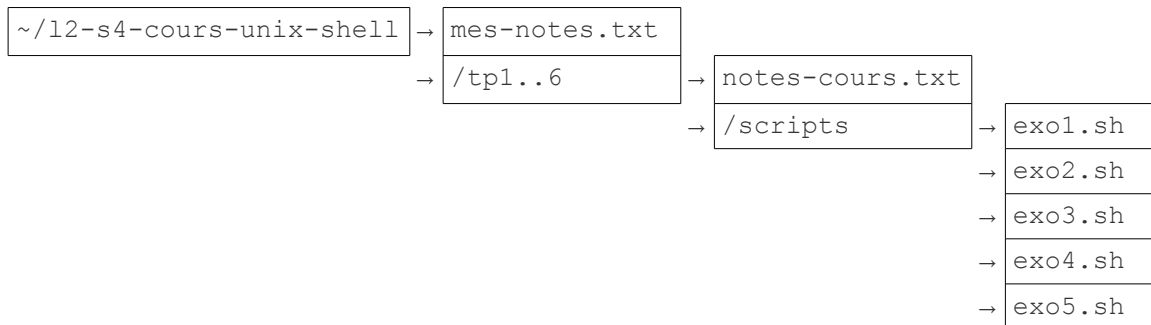 ~/l2-s4-cours-unix-shell → mes-notes.txt
→ /tp1..6 → notes-cours.txt
→ /scripts → exo1.sh
→ exo2.sh
→ exo3.sh
→ exo4.sh
→ exo5.sh